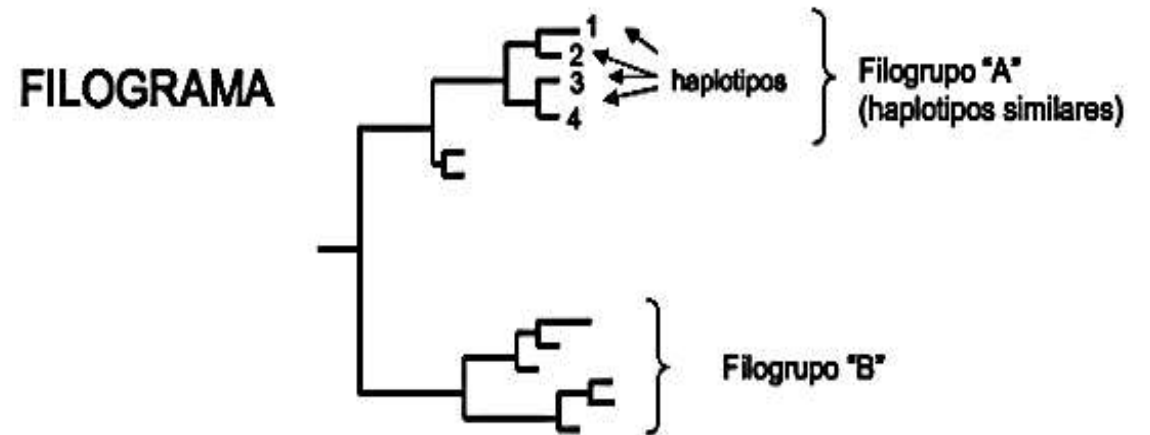 FILOGRAMA
1
2
3
4
haplotipos
Filogrupo "A"
(haplotipos similares)
Filogrupo "B"